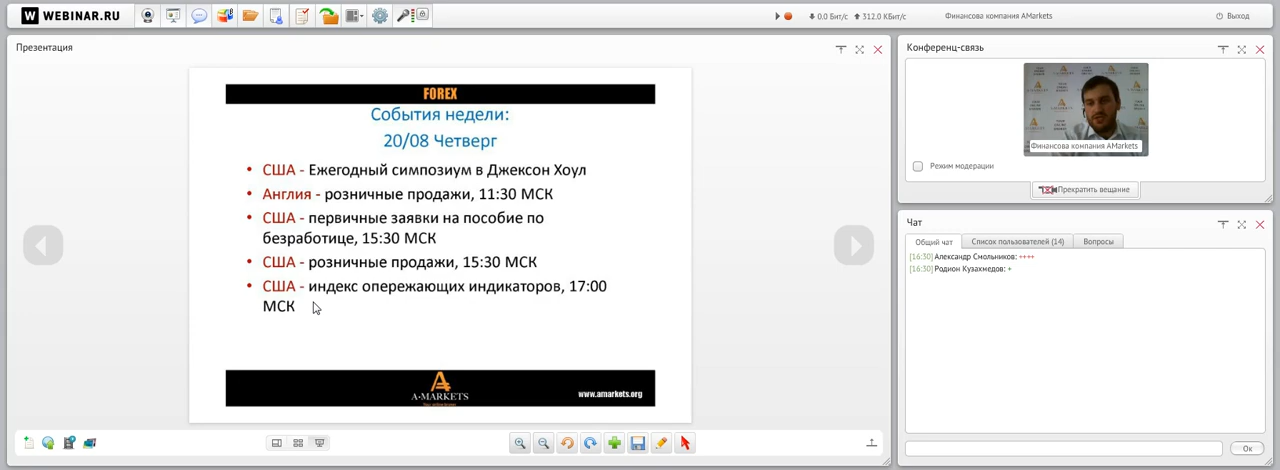 WEBINAR.RU
0.0 Бит/с
312.0 КБит/с
Финансова компания AMarkets
Выход
Презентация
FOREX
События недели:
20/08 Четверг
• США - Ежегодный симпозиум в Джексон Хоул
• Англия - розничные продажи, 11:30 МСК
• США - первичные заявки на пособие по
безработице, 15:30 МСК
• США - розничные продажи, 15:30 МСК
• США - индекс опережающих индикаторов, 17:00
МСК
A·MARKETS
www.amarkets.org
Конференц-связь
Финансова компания AMarkets
Режим модерации
Прекратить вещание
Чат
Общий чат
Список пользователей (14)
Вопросы
[16:30] Александр Смольников: ++++
[16:30] Родион Кузахмедов: +
Ок